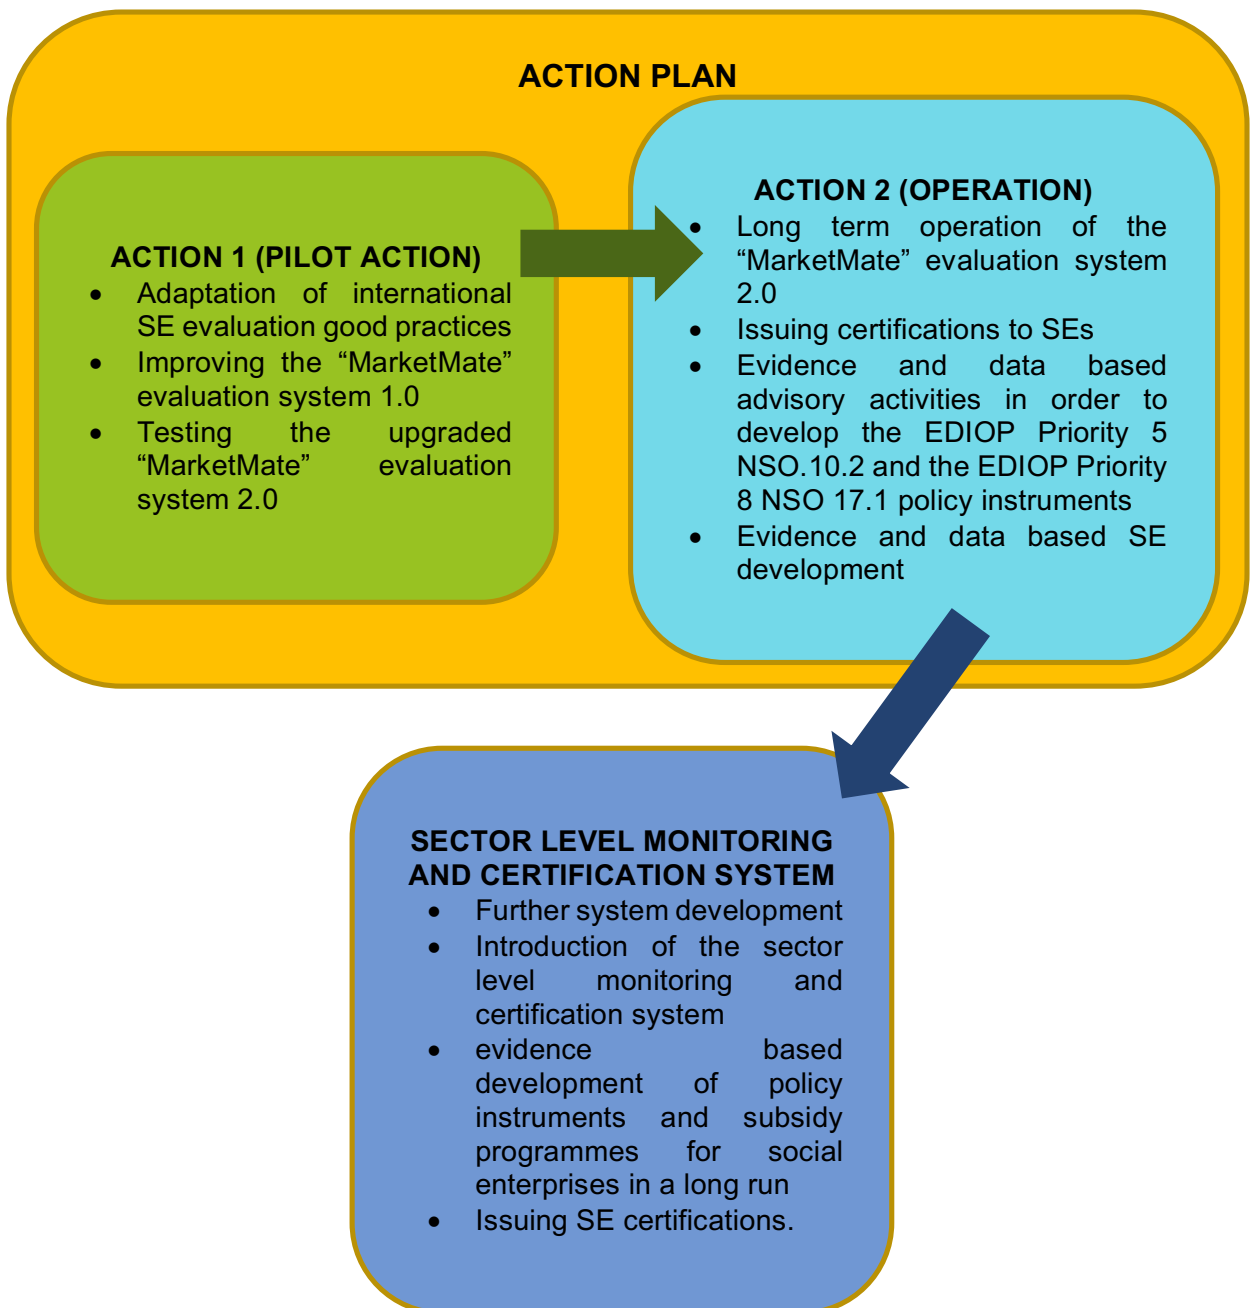 ACTION PLAN
ACTION 1 (PILOT ACTION)
• Adaptation of international
SE evaluation good practices
• Improving the “MarketMate”
evaluation system 1.0
• Testing the upgraded
“MarketMate” evaluation
system 2.0
ACTION 2 (OPERATION)
• Long term operation of the
“MarketMate” evaluation system
2.0
• Issuing certifications to SEs
• Evidence and data based
advisory activities in order to
develop the EDIOP Priority 5
NSO.10.2 and the EDIOP Priority
8 NSO 17.1 policy instruments
• Evidence and data based SE
development
SECTOR LEVEL MONITORING
AND CERTIFICATION SYSTEM
• Further system development
• Introduction of the sector
level monitoring and
certification system
• evidence based
development of policy
instruments and subsidy
programmes for social
enterprises in a long run
• Issuing SE certifications.